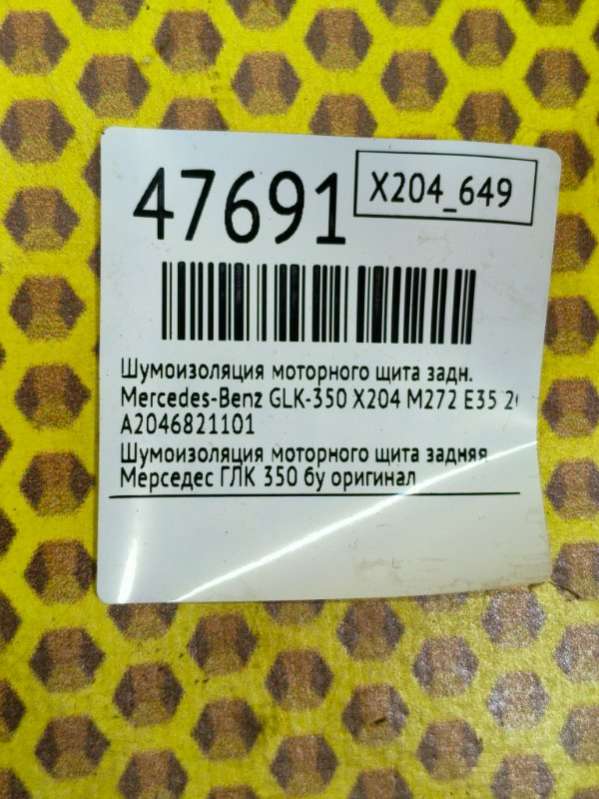 47691
X204_649
Шумоизоляция моторного щита задн.
Mercedes-Benz GLK-350 X204 M272 E35
A2046821101
Шумоизоляция моторного щита задняя
Мерседес ГЛК 350 бу оригинал